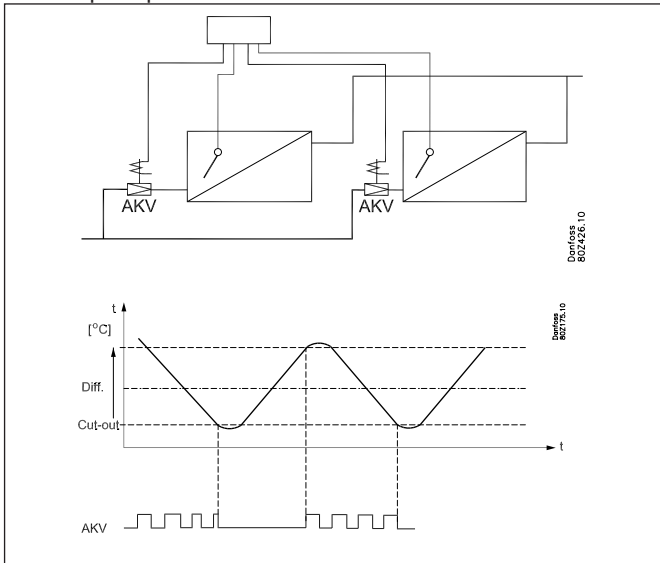 AKV
AKV
Danfoss
80Z426.10
t
[°C]
Danfoss
80Z175.10
Diff.
Cut-out
t
AKV